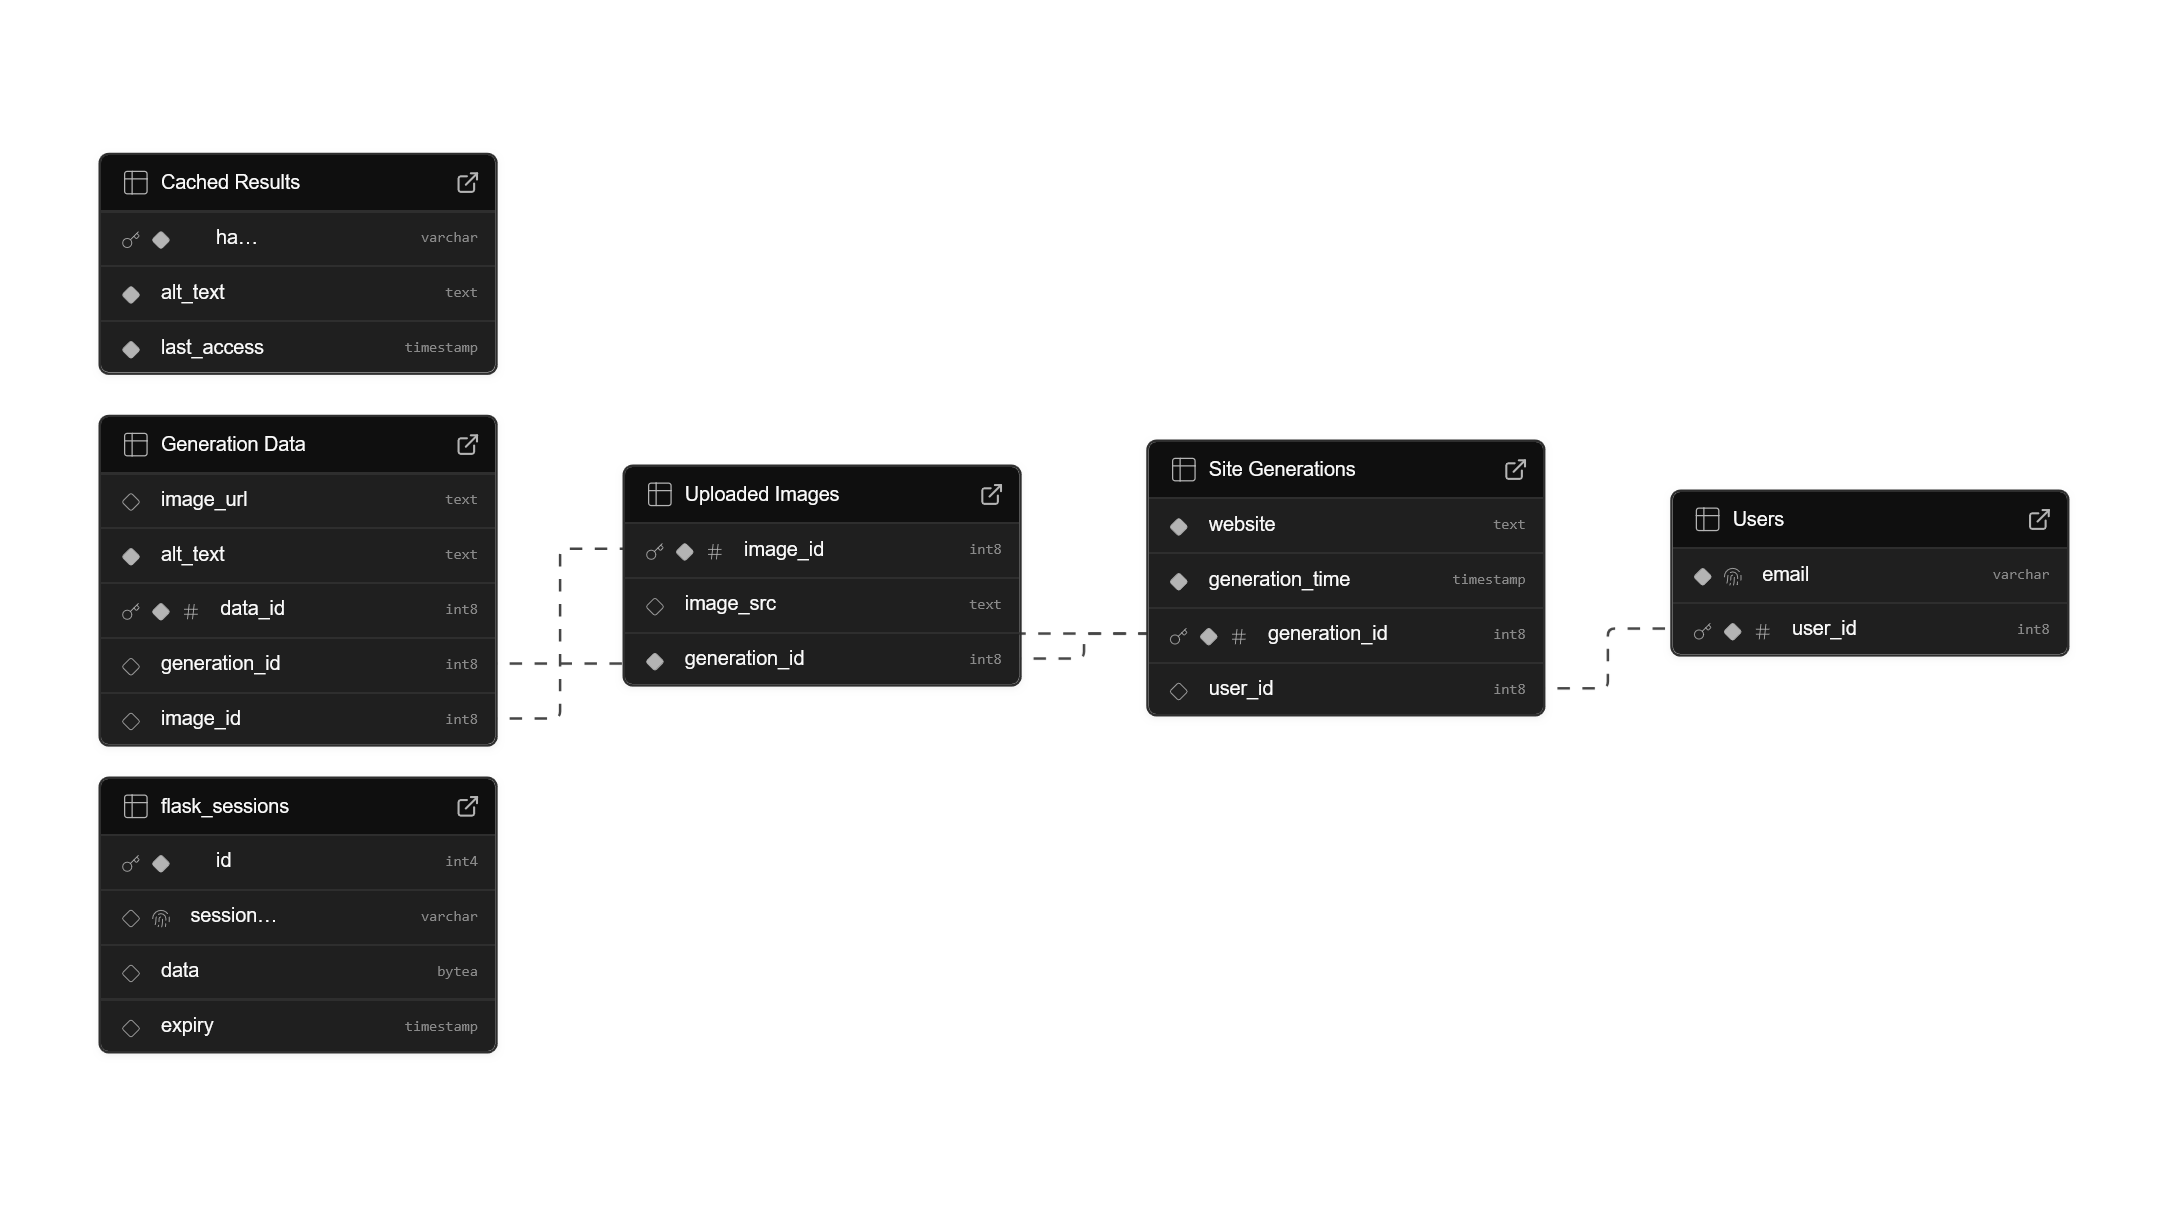 Cached Results
ha... varchar
alt_text text
last_access timestamp
Generation Data
image_url text
alt_text text
data_id int8
generation_id int8
image_id int8
flask_sessions
id int4
session... varchar
data bytea
expiry timestamp
Uploaded Images
image_id int8
image_src text
generation_id int8
Site Generations
website text
generation_time timestamp
generation_id int8
user_id int8
Users
email varchar
user_id int8